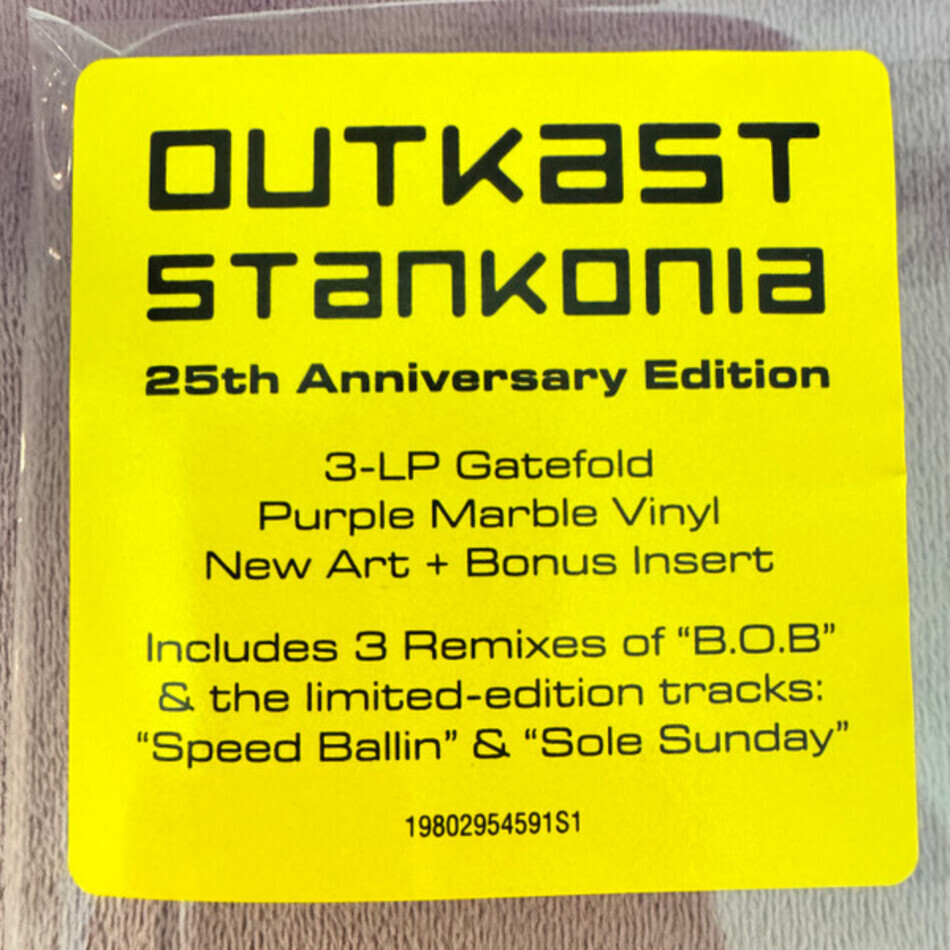 OUTKAST
STANKONIA
25th Anniversary Edition
3-LP Gatefold
Purple Marble Vinyl
New Art + Bonus Insert
Includes 3 Remixes of “B.O.B”
& the limited-edition tracks:
“Speed Ballin” & “Sole Sunday”
19802954591S1